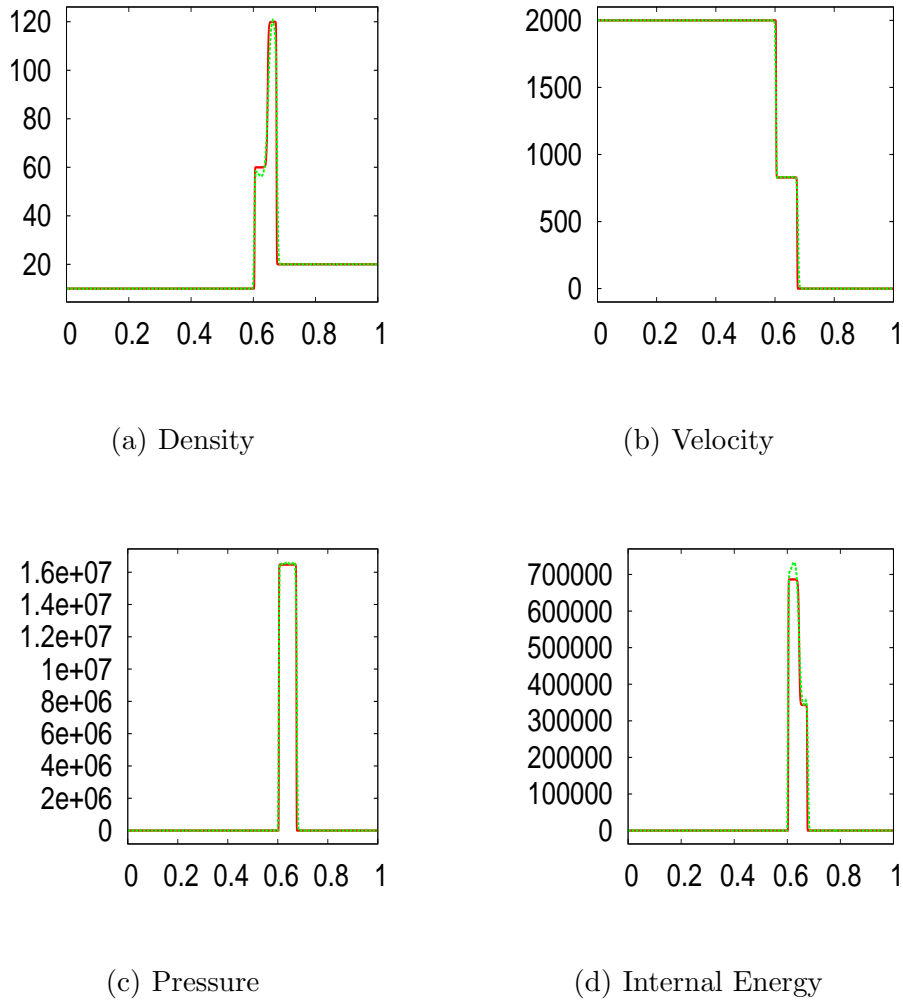 120
100
80
60
40
20
0 0.2 0.4 0.6 0.8 1
(a) Density
2000
1500
1000
500
0
0 0.2 0.4 0.6 0.8 1
(b) Velocity
1.6e+07
1.4e+07
1.2e+07
1e+07
8e+06
6e+06
4e+06
2e+06
0
0 0.2 0.4 0.6 0.8 1
(c) Pressure
700000
600000
500000
400000
300000
200000
100000
0
0 0.2 0.4 0.6 0.8 1
(d) Internal Energy